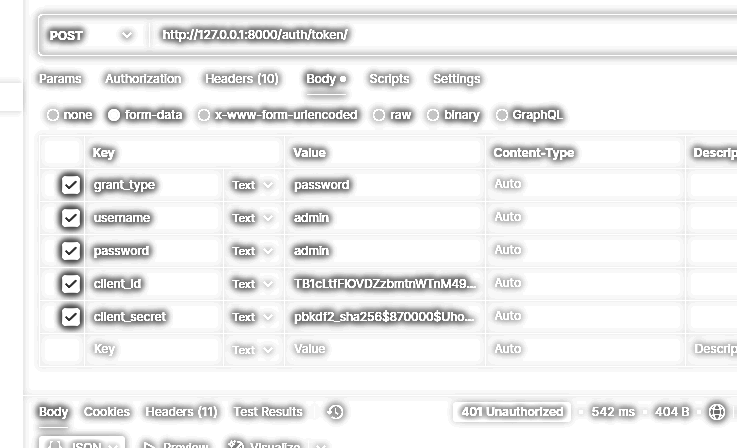 POST http://127.0.0.1:8000/auth/token/
Params Authorization Headers (10) Body Scripts Settings
none form-data x-www-form-urlencoded raw binary GraphQL
Key Value Content-Type Descrip
grant_type Text password Auto
username Text admin Auto
password Text admin Auto
client_id Text TB1cLtfFlOVDZzbmtnWTnM49... Auto
client_secret Text pbkdf2_sha256$870000$Uho... Auto
Key Text Value Auto Descrip
Body Cookies Headers (11) Test Results 401 Unauthorized 542 ms 404 B
{} JSON Preview Visualize